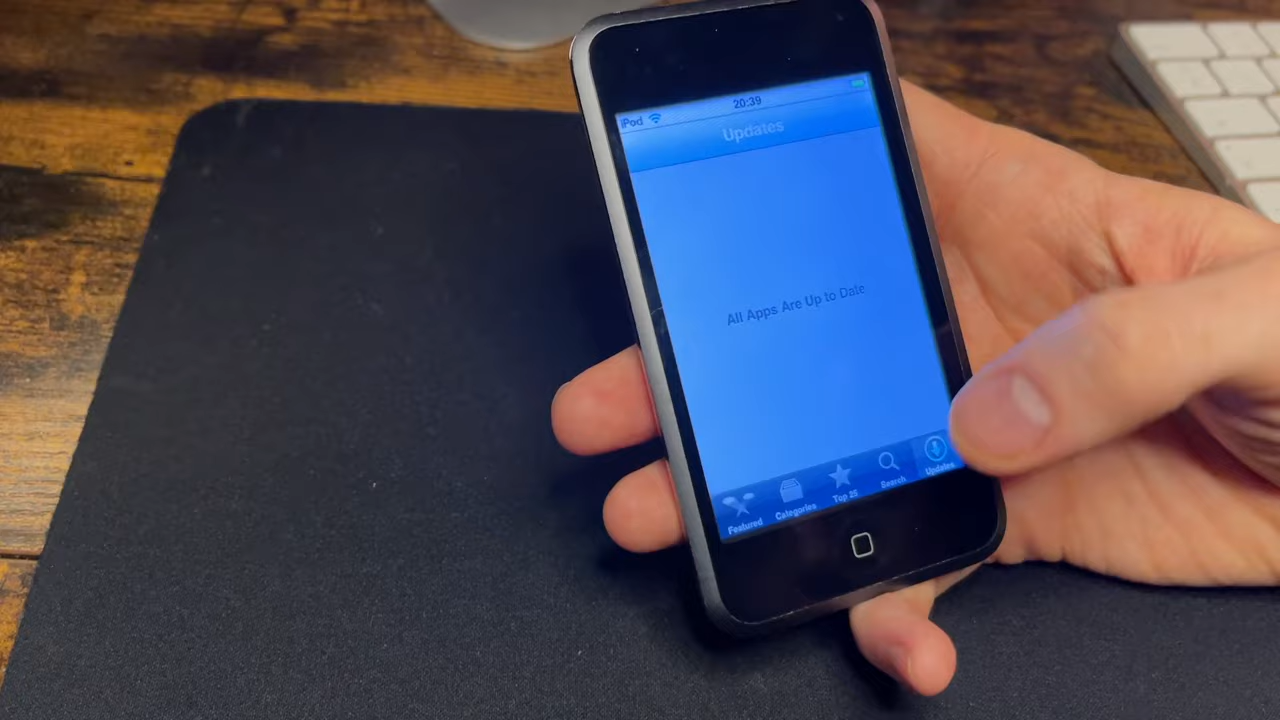 iPod 20:39
Updates
All Apps Are Up to Date
Featured Categories Top 25 Search Updates